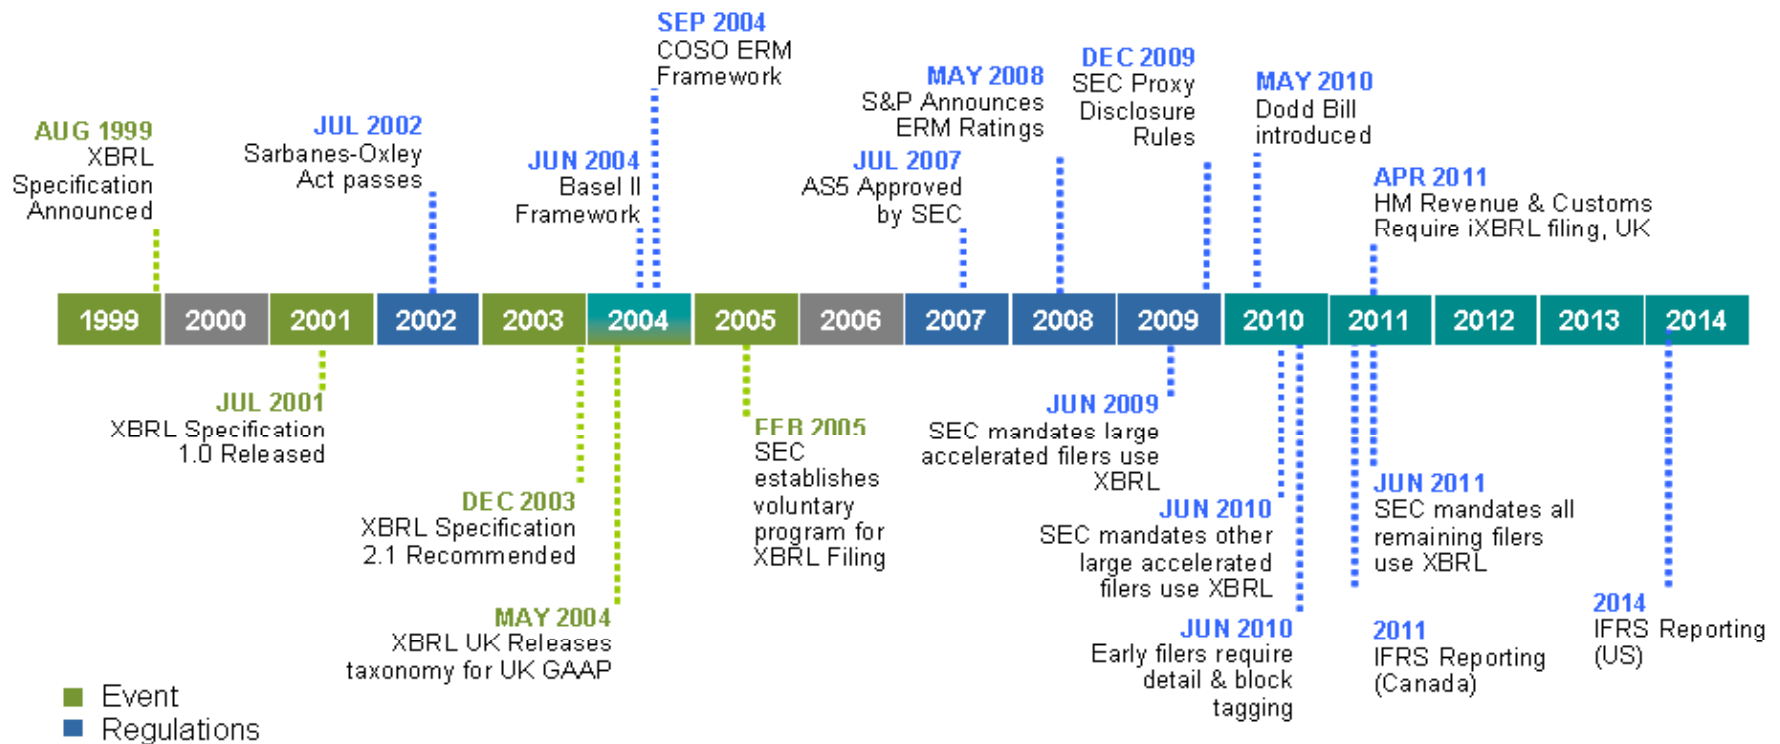 SEP 2004
COSO ERM
Framework
DEC 2009
SEC Proxy
Disclosure
Rules
MAY 2008
S&P Announces
ERM Ratings
MAY 2010
Dodd Bill
introduced
AUG 1999
XBRL
Specification
Announced
JUL 2002
Sarbanes-Oxley
Act passes
JUN 2004
Basel II
Framework
JUL 2007
AS5 Approved
by SEC
APR 2011
HM Revenue & Customs
Require iXBRL filing, UK
1999 2000 2001 2002 2003 2004 2005 2006 2007 2008 2009 2010 2011 2012 2013 2014
JUL 2001
XBRL Specification
1.0 Released
DEC 2003
XBRL Specification
2.1 Recommended
MAY 2004
XBRL UK Releases
taxonomy for UK GAAP
FEB 2005
SEC
establishes
voluntary
program for
XBRL Filing
JUN 2009
SEC mandates large
accelerated filers use
XBRL
JUN 2010
SEC mandates other
large accelerated
filers use XBRL
JUN 2010
Early filers require
detail & block
tagging
JUN 2011
SEC mandates all
remaining filers
use XBRL
2011
IFRS Reporting
(Canada)
2014
IFRS Reporting
(US)
Event
Regulations